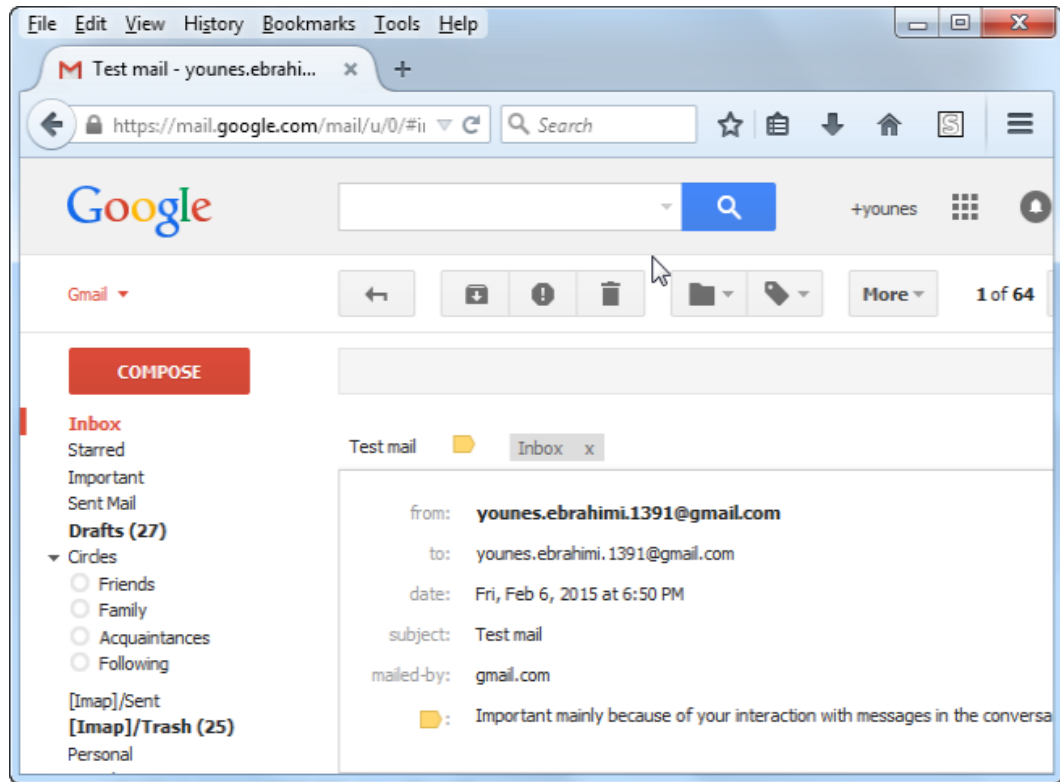 File Edit View History Bookmarks Tools Help
Test mail - younes.ebrahi...
https://mail.google.com/mail/u/0/#i
Search
Google
+younes
Gmail
More
1 of 64
COMPOSE
Inbox
Starred
Important
Sent Mail
Drafts (27)
Circles
Friends
Family
Acquaintances
Following
[Imap]/Sent
[Imap]/Trash (25)
Personal
Test mail
Inbox x
from: younes.ebrahimi.1391@gmail.com
to: younes.ebrahimi.1391@gmail.com
date: Fri, Feb 6, 2015 at 6:50 PM
subject: Test mail
mailed-by: gmail.com
: Important mainly because of your interaction with messages in the conversa